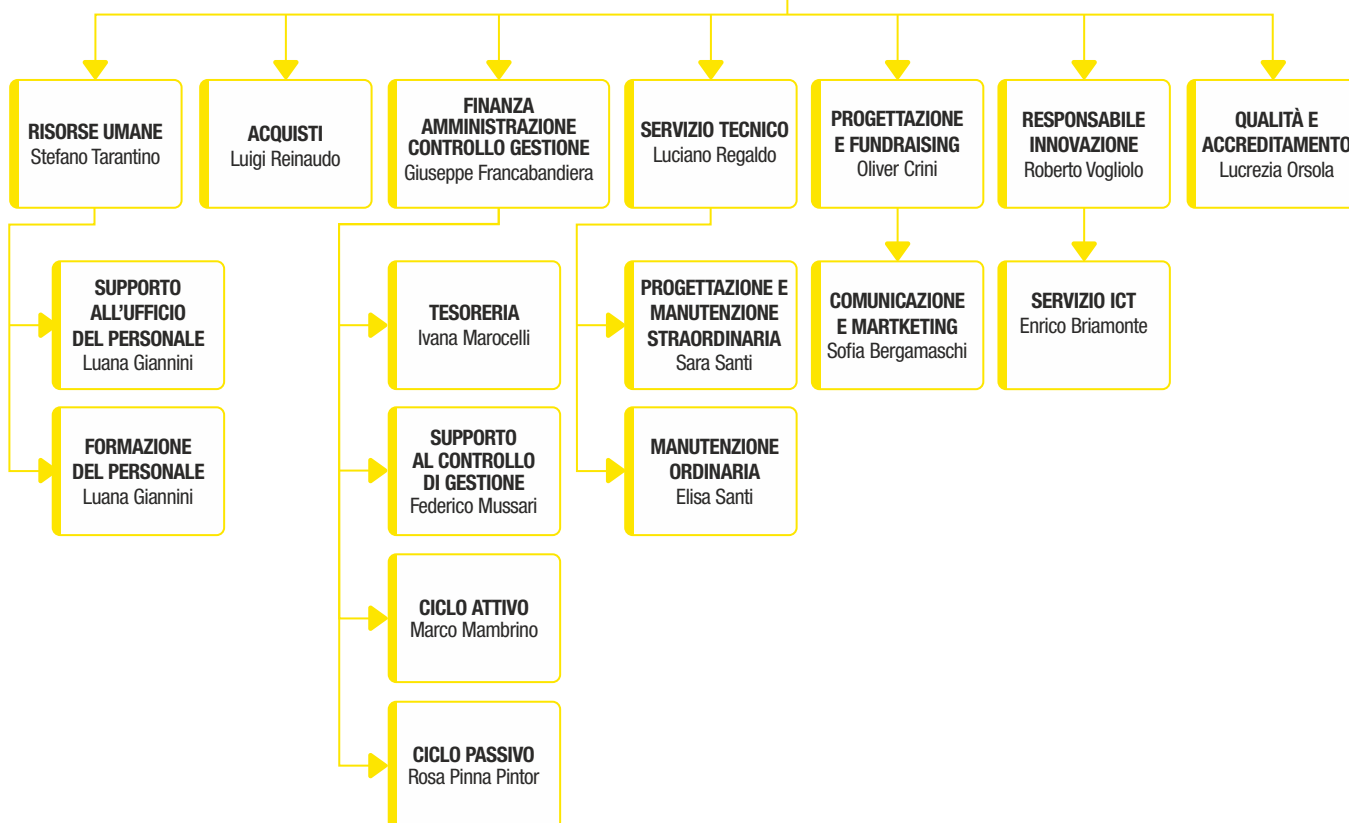 RISORSE UMANE
Stefano Tarantino
ACQUISTI
Luigi Reinaudo
FINANZA
AMMINISTRAZIONE
CONTROLLO GESTIONE
Giuseppe Francabandiera
SERVIZIO TECNICO
Luciano Regaldo
PROGETTAZIONE
E FUNDRAISING
Oliver Crini
RESPONSABILE
INNOVAZIONE
Roberto Vogliolo
QUALITÀ E
ACCREDITAMENTO
Lucrezia Orsola
SUPPORTO
ALL'UFFICIO
DEL PERSONALE
Luana Giannini
TESORERIA
Ivana Marocelli
PROGETTAZIONE E
MANUTENZIONE
STRAORDINARIA
Sara Santi
COMUNICAZIONE
E MARTKETING
Sofia Bergamaschi
SERVIZIO ICT
Enrico Briamonte
FORMAZIONE
DEL PERSONALE
Luana Giannini
SUPPORTO
AL CONTROLLO
DI GESTIONE
Federico Mussari
MANUTENZIONE
ORDINARIA
Elisa Santi
CICLO ATTIVO
Marco Mambrino
CICLO PASSIVO
Rosa Pinna Pintor